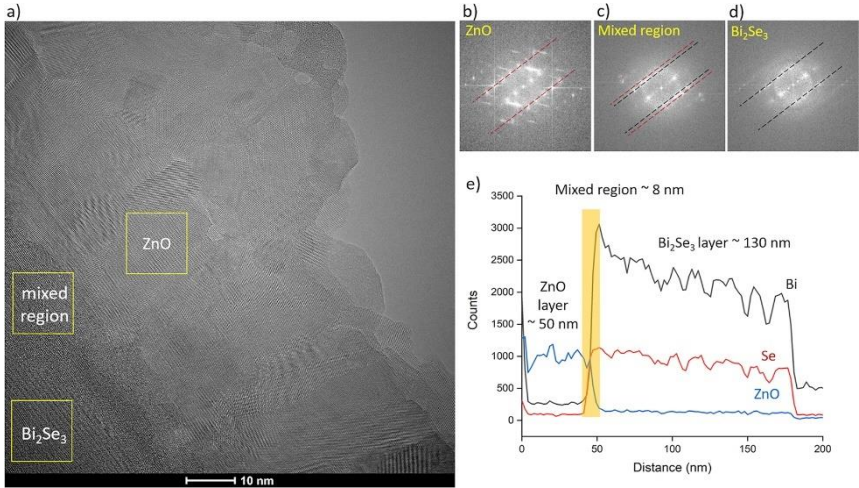 a)
ZnO
mixed
region
Bi₂Se₃
10 nm
b)
ZnO
c)
Mixed region
d)
Bi₂Se₃
e)
Mixed region ~ 8 nm
Bi₂Se₃ layer ~ 130 nm
ZnO
layer
~ 50 nm
Bi
Se
ZnO
Counts
3500
3000
2500
2000
1500
1000
500
0
0
50
100
150
200
Distance (nm)